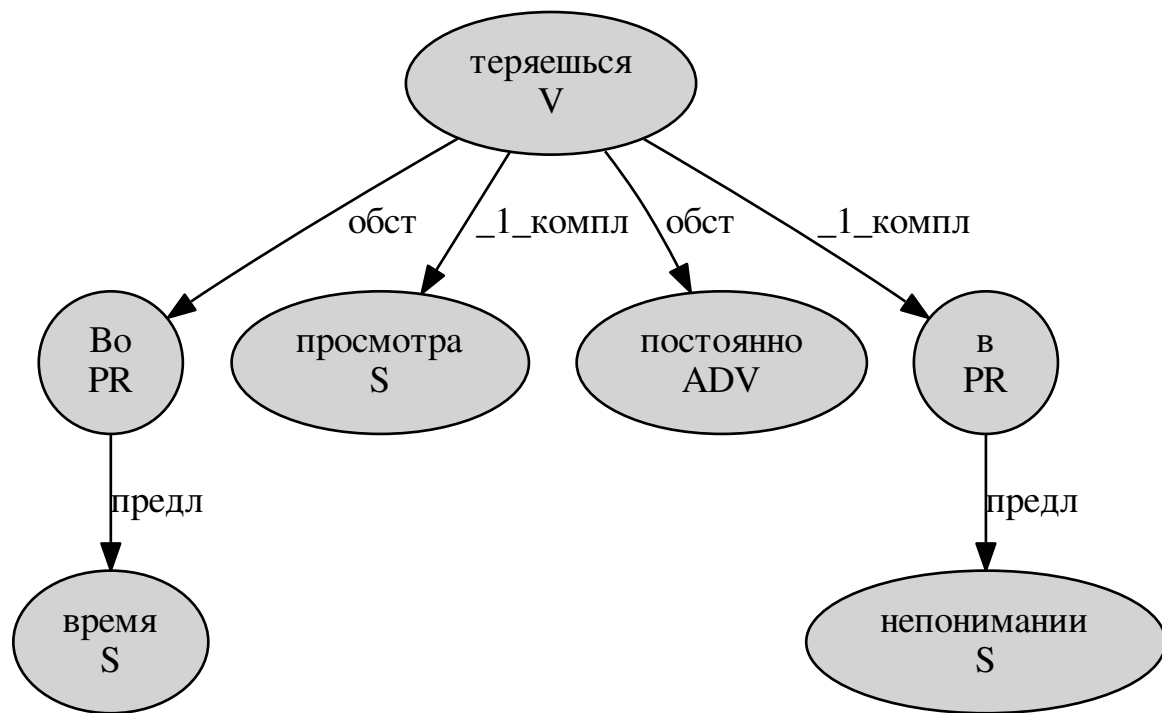 теряешься
V
обст
_1_компл
обст
_1_компл
Во
PR
просмотра
S
постоянно
ADV
в
PR
предл
предл
время
S
непонимании
S